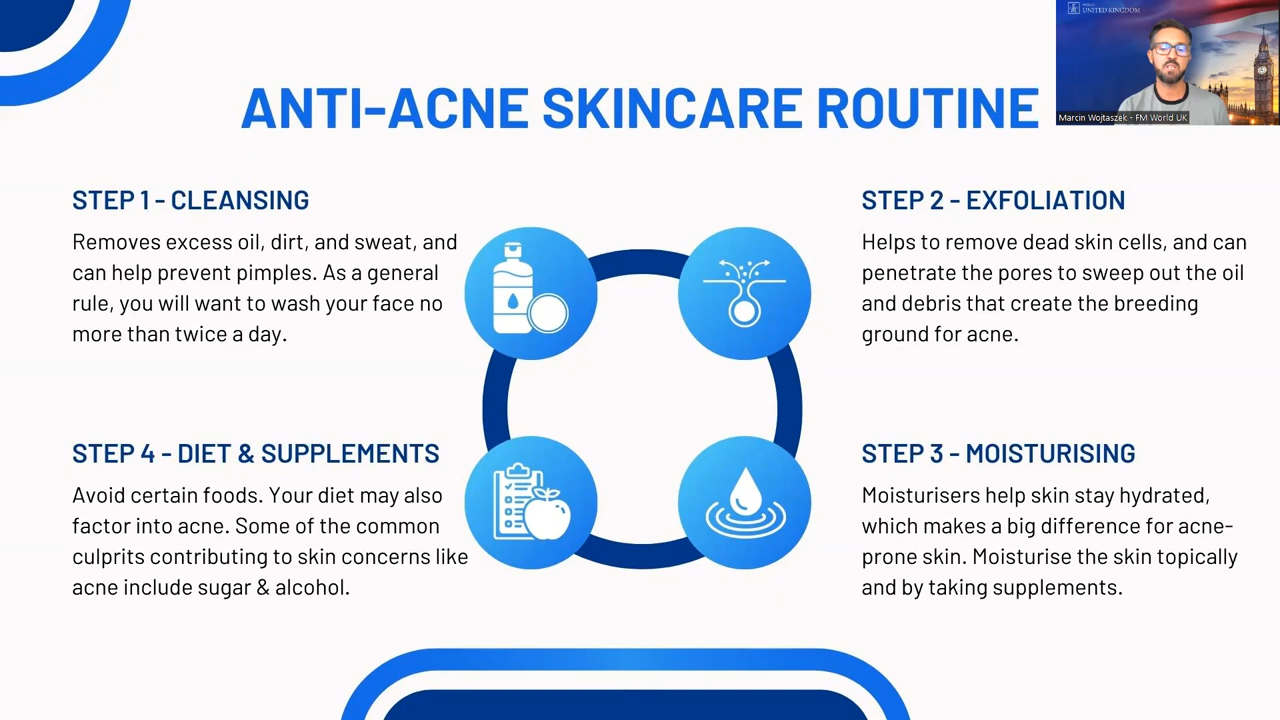 UNITED KINGDOM
Marcin Wojtaszek - FM World UK
ANTI-ACNE SKINCARE ROUTINE
STEP 1 - CLEANSING
Removes excess oil, dirt, and sweat, and
can help prevent pimples. As a general
rule, you will want to wash your face no
more than twice a day.
STEP 2 - EXFOLIATION
Helps to remove dead skin cells, and can
penetrate the pores to sweep out the oil
and debris that create the breeding
ground for acne.
STEP 3 - MOISTURISING
Moisturisers help skin stay hydrated,
which makes a big difference for acne-
prone skin. Moisturise the skin topically
and by taking supplements.
STEP 4 - DIET & SUPPLEMENTS
Avoid certain foods. Your diet may also
factor into acne. Some of the common
culprits contributing to skin concerns like
acne include sugar & alcohol.